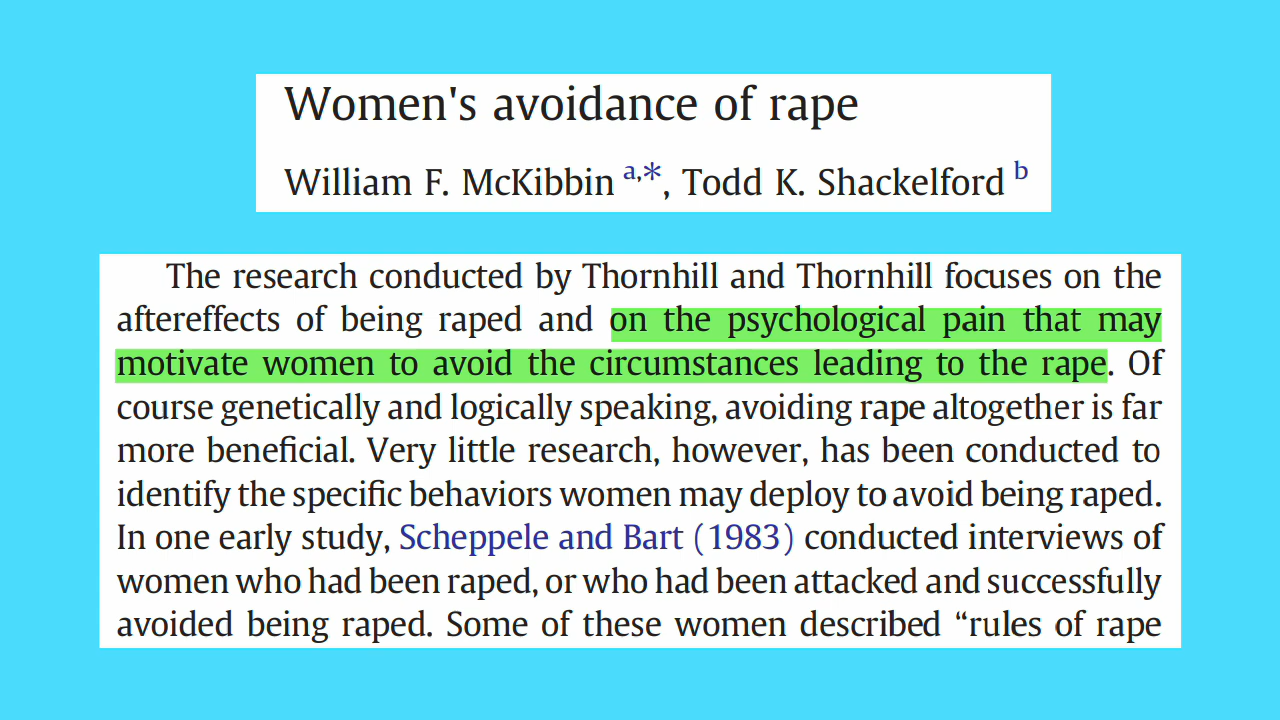 Women's avoidance of rape
William F. McKibbin a,*, Todd K. Shackelford b
The research conducted by Thornhill and Thornhill focuses on the
aftereffects of being raped and on the psychological pain that may
motivate women to avoid the circumstances leading to the rape. Of
course genetically and logically speaking, avoiding rape altogether is far
more beneficial. Very little research, however, has been conducted to
identify the specific behaviors women may deploy to avoid being raped.
In one early study, Scheppele and Bart (1983) conducted interviews of
women who had been raped, or who had been attacked and successfully
avoided being raped. Some of these women described “rules of rape